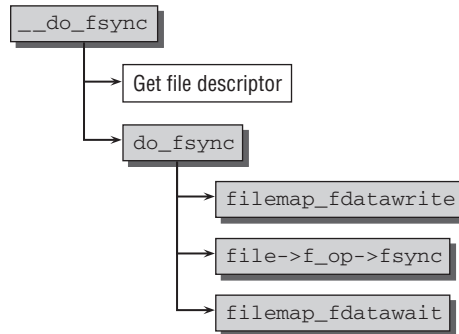 __do_fsync
Get file descriptor
do_fsync
filemap_fdatawrite
file->f_op->fsync
filemap_fdatawait